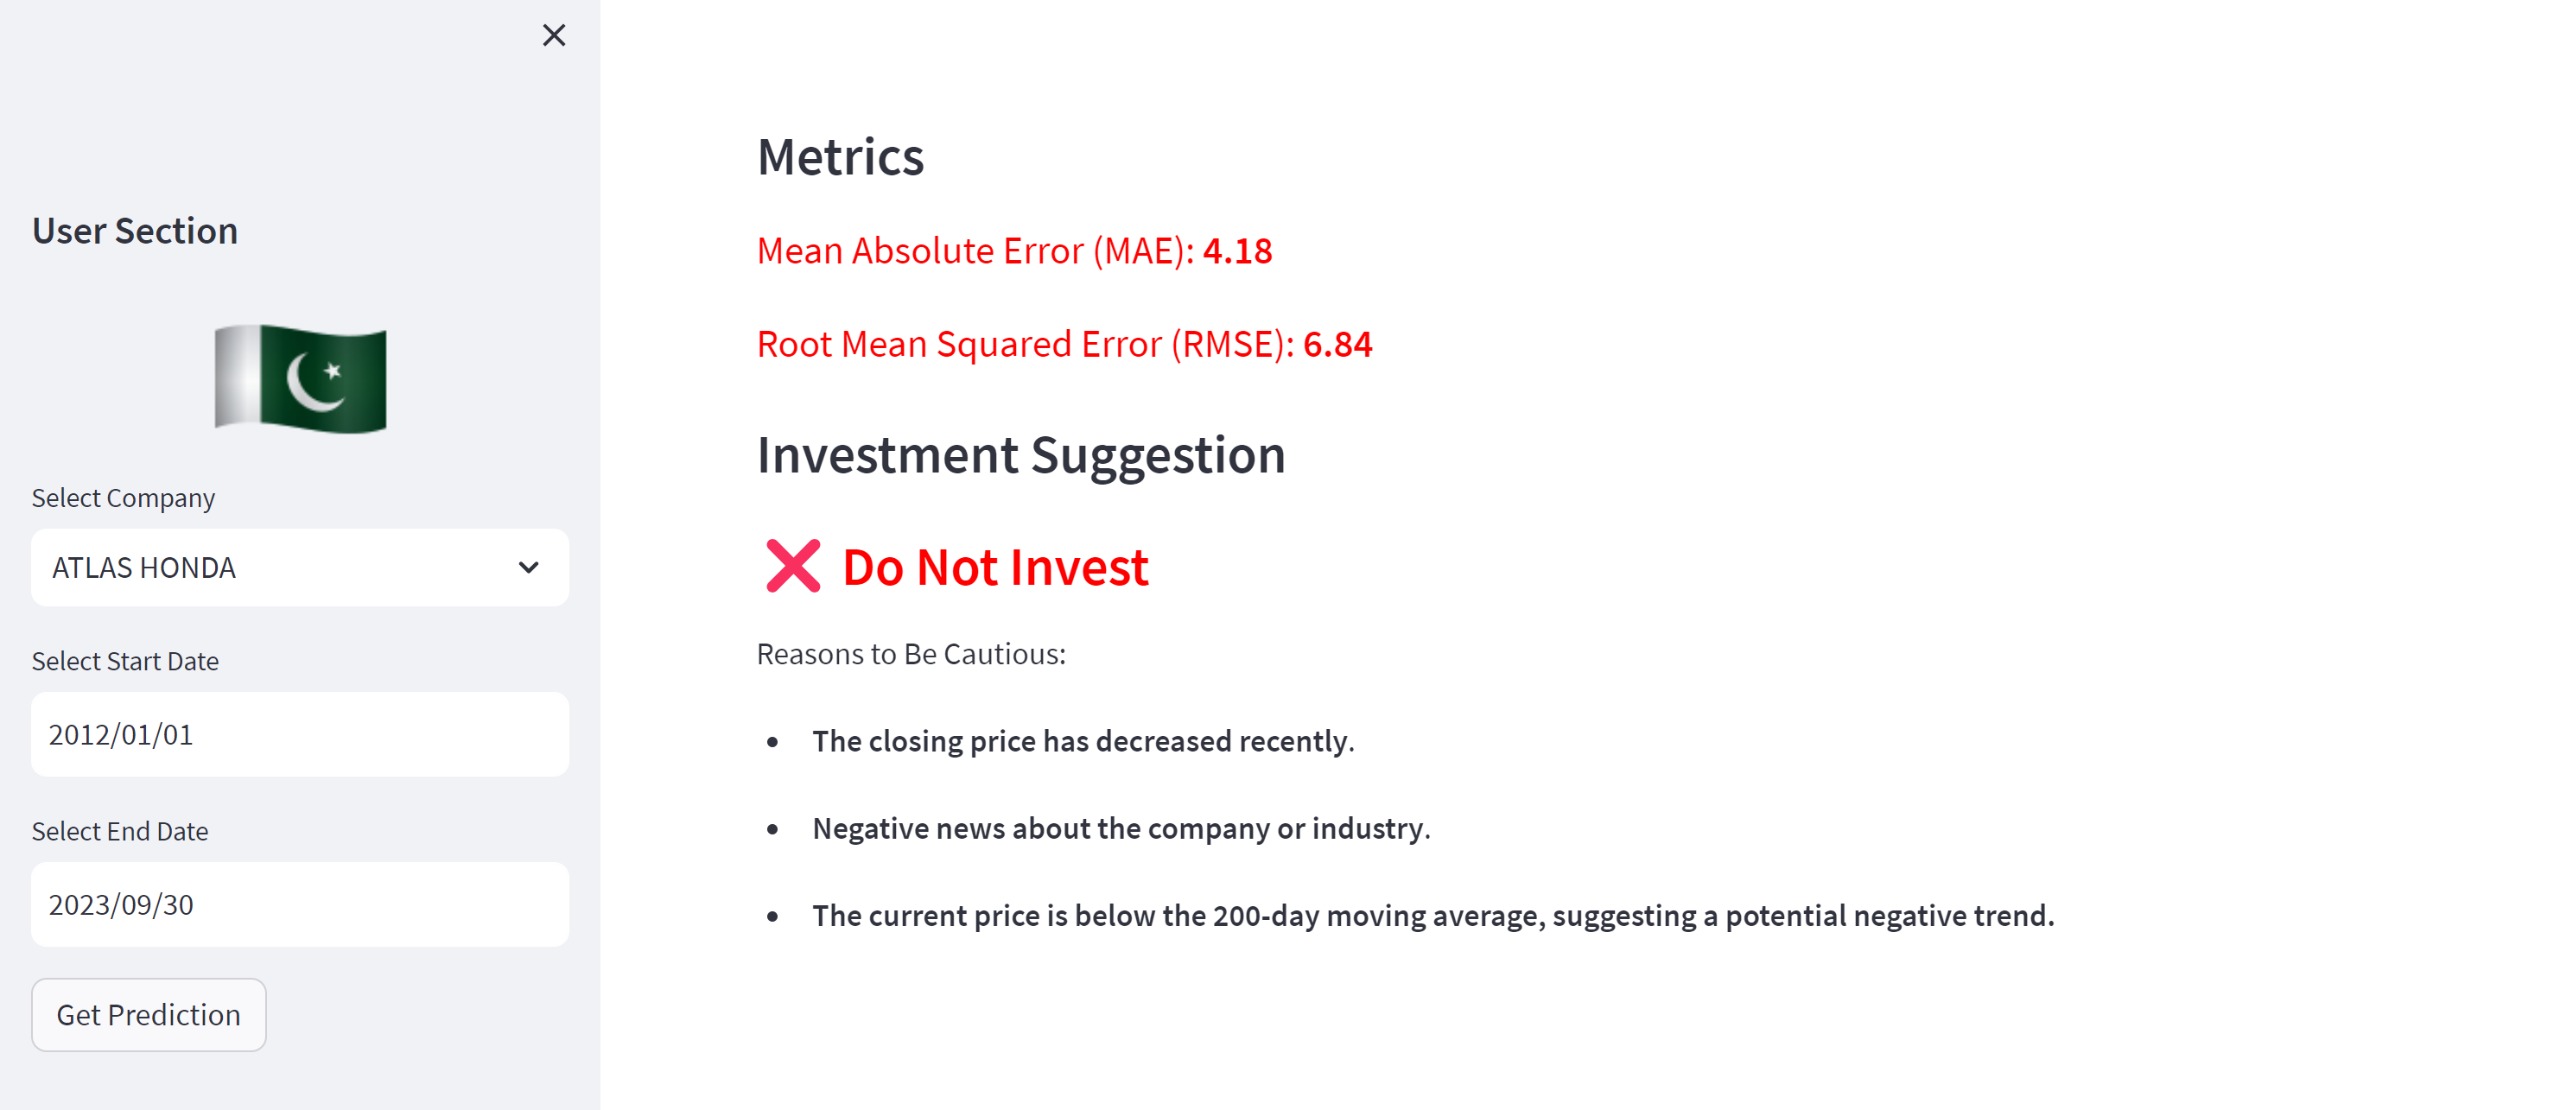 User Section
Select Company
ATLAS HONDA
Select Start Date
2012/01/01
Select End Date
2023/09/30
Get Prediction
Metrics
Mean Absolute Error (MAE): 4.18
Root Mean Squared Error (RMSE): 6.84
Investment Suggestion
Do Not Invest
Reasons to Be Cautious:
The closing price has decreased recently.
Negative news about the company or industry.
The current price is below the 200-day moving average, suggesting a potential negative trend.